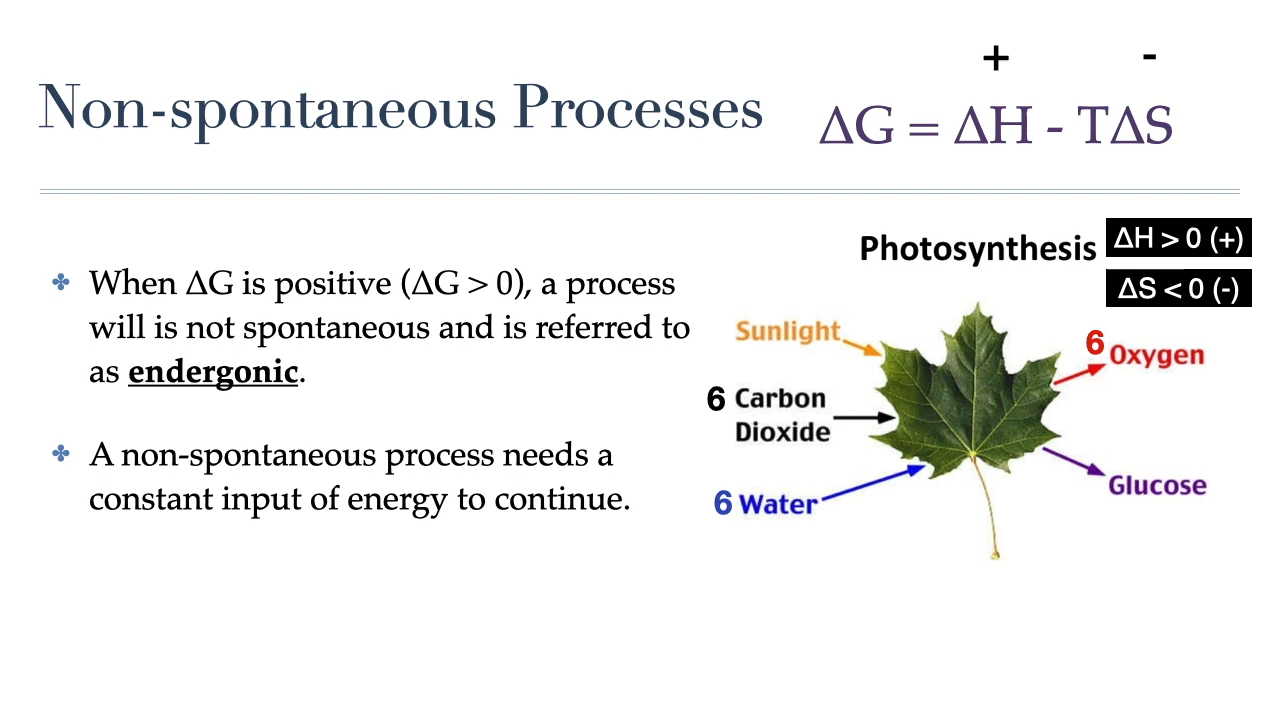 + -
Non-spontaneous Processes
ΔG = ΔH - TΔS
When ΔG is positive (ΔG > 0), a process
will is not spontaneous and is referred to
as endergonic.
A non-spontaneous process needs a
constant input of energy to continue.
Photosynthesis
ΔH > 0 (+)
ΔS < 0 (-)
Sunlight
6 Oxygen
6 Carbon
Dioxide
Glucose
6 Water